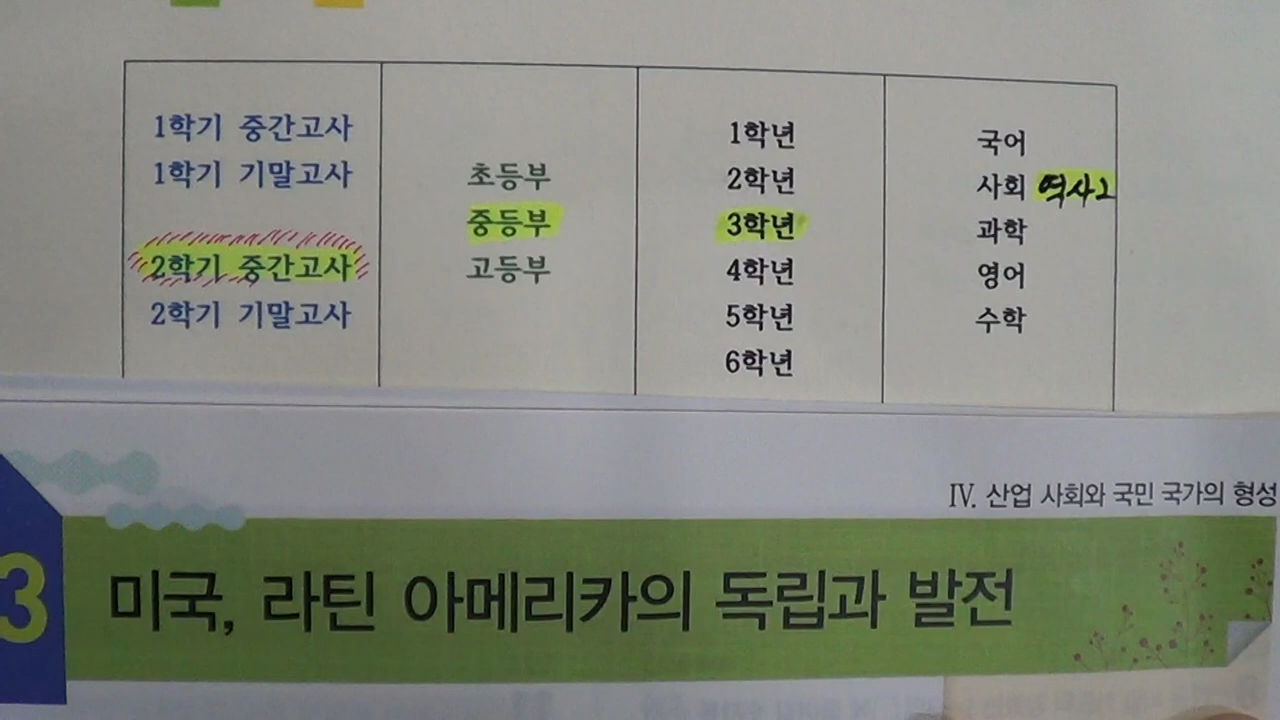 1학기 중간고사
1학기 기말고사
2학기 중간고사
2학기 기말고사
초등부
중등부
고등부
1학년
2학년
3학년
4학년
5학년
6학년
국어
사회 역사2
과학
영어
수학
Ⅳ. 산업 사회와 국민 국가의 형성
3 미국, 라틴 아메리카의 독립과 발전